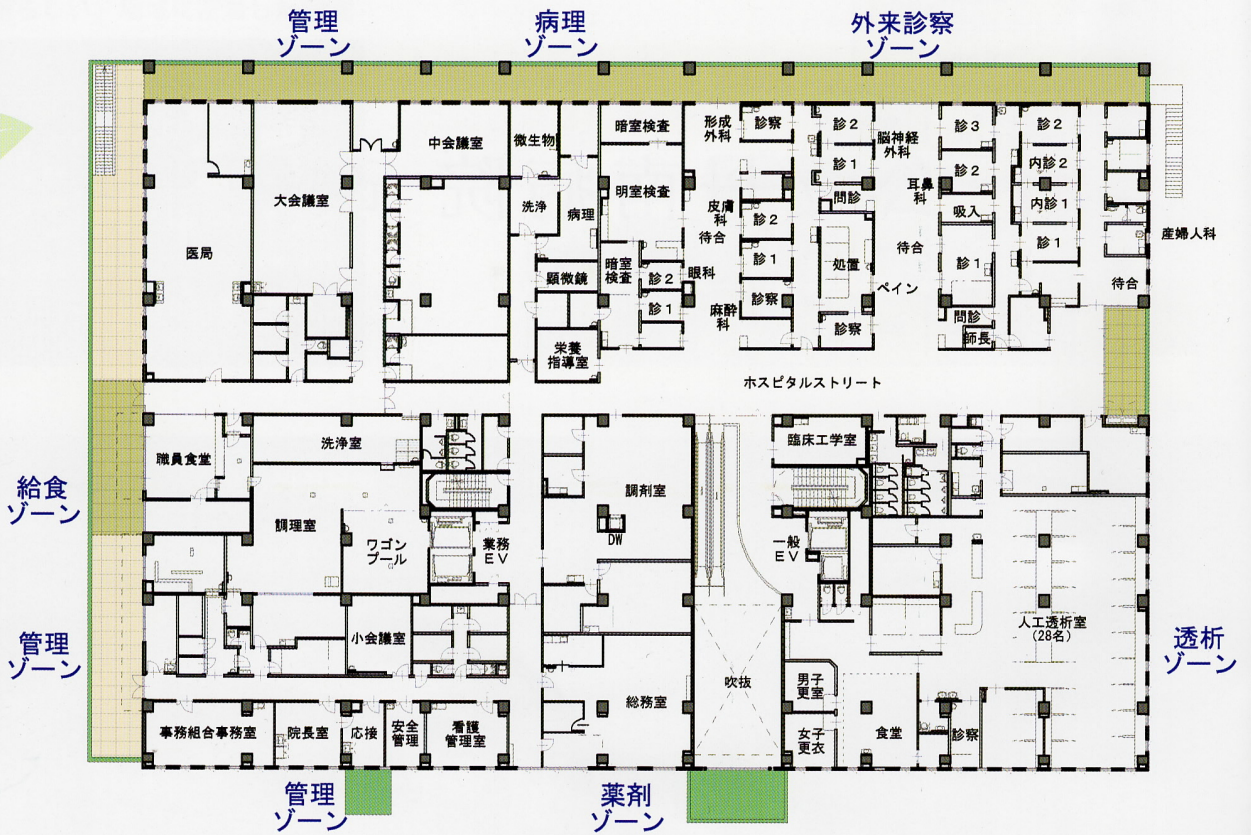 管理
ゾーン
病理
ゾーン
外来診察
ゾーン
医局
大会議室
中会議室
微生物
洗浄
病理
顕微鏡
栄養
指導室
暗室検査
明室検査
暗室
検査
診2
診1
眼科
形成
外科
皮膚
科
待合
麻酔
科
診察
診2
診1
診察
診2
診1
問診
処置
診察
脳神経
外科
耳鼻
科
待合
ペイン
診3
診2
吸入
診1
問診
師長
診2
内診2
内診1
診1
産婦人科
待合
ホスピタルストリート
給食
ゾーン
職員食堂
洗浄室
調理室
ワゴン
プール
業務
EV
調剤室
DW
臨床工学室
一般
EV
人工透析室
(28名)
透析
ゾーン
管理
ゾーン
小会議室
事務組合事務室
院長室
応接
安全
管理
看護
管理室
総務室
吹抜
男子
更室
女子
更衣
食堂
診察
管理
ゾーン
薬剤
ゾーン